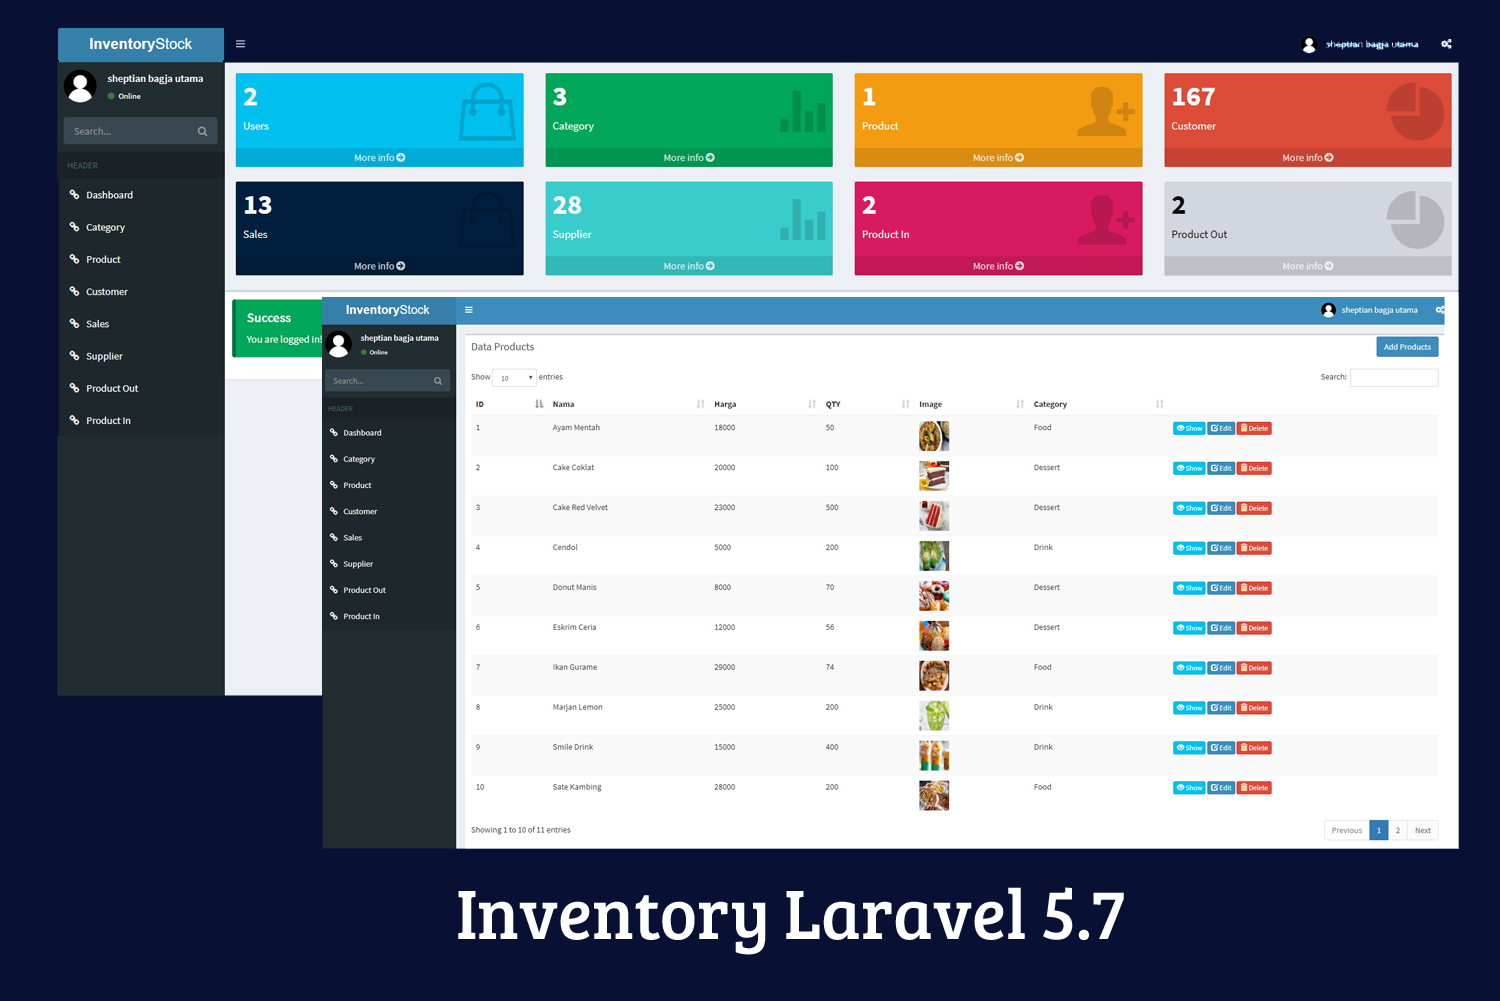 InventoryStock
sheptian bagja utama
sheptian bagja utama
Online
Search...
HEADER
Dashboard
Category
Product
Customer
Sales
Supplier
Product Out
Product In
2
Users
More info
3
Category
More info
1
Product
More info
167
Customer
More info
13
Sales
More info
28
Supplier
More info
2
Product In
More info
2
Product Out
More info
Success
You are logged in!
InventoryStock
sheptian bagja utama
sheptian bagja utama
Online
Search...
HEADER
Dashboard
Category
Product
Customer
Sales
Supplier
Product Out
Product In
Data Products
Add Products
Show 10 entries
Search:
ID Nama Harga QTY Image Category
1 Ayam Mentah 18000 50 Food Show Edit Delete
2 Cake Coklat 20000 100 Dessert Show Edit Delete
3 Cake Red Velvet 23000 500 Dessert Show Edit Delete
4 Cendol 5000 200 Drink Show Edit Delete
5 Donut Manis 8000 70 Dessert Show Edit Delete
6 Eskrim Ceria 12000 56 Dessert Show Edit Delete
7 Ikan Gurame 29000 74 Food Show Edit Delete
8 Marjan Lemon 25000 200 Drink Show Edit Delete
9 Smile Drink 15000 400 Drink Show Edit Delete
10 Sate Kambing 28000 200 Food Show Edit Delete
Showing 1 to 10 of 11 entries
Previous 1 2 Next
Inventory Laravel 5.7